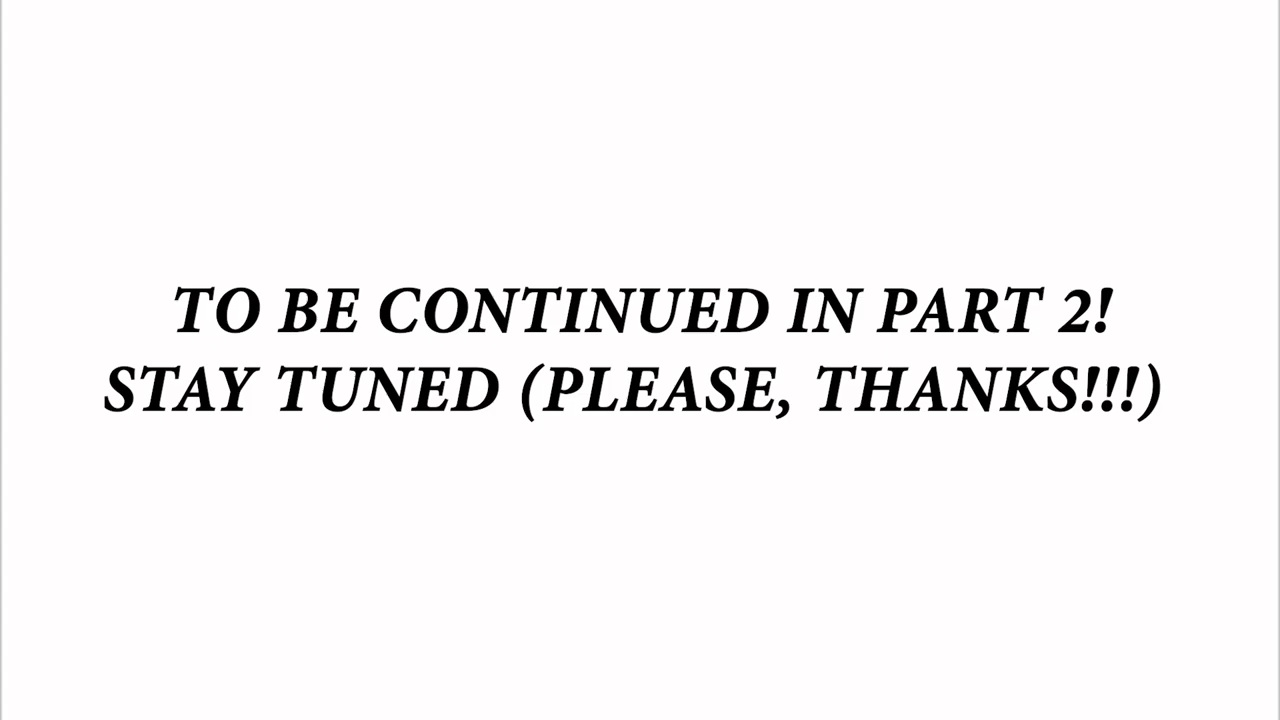 TO BE CONTINUED IN PART 2!
STAY TUNED (PLEASE, THANKS!!!)